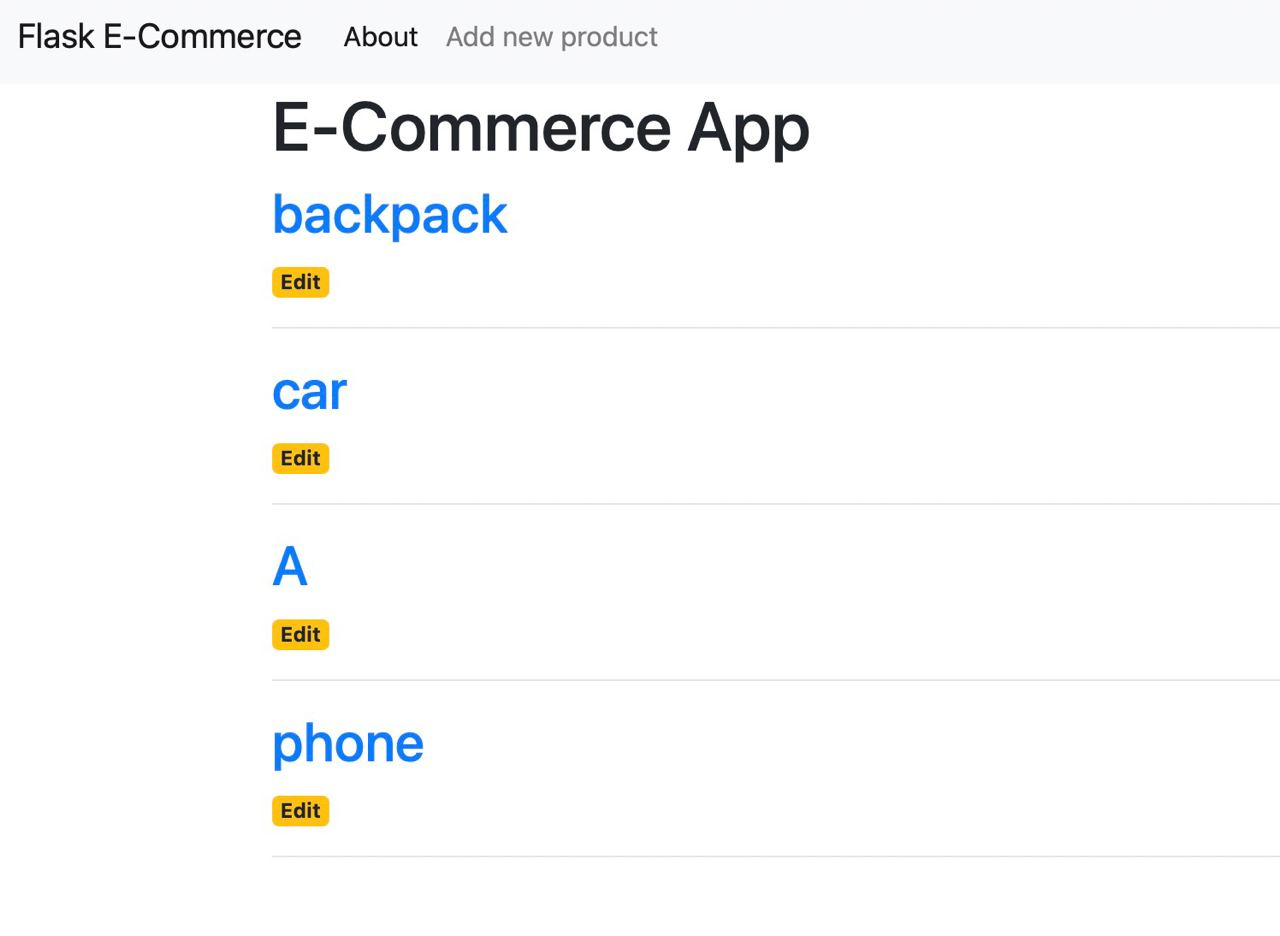 Flask E-Commerce About Add new product
E-Commerce App
backpack
Edit
car
Edit
A
Edit
phone
Edit